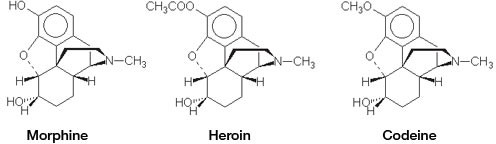 HO
O
N—CH₃
H H
HO
H
Morphine
CH₃COO
O
N—CH₃
H H
HO
H
Heroin
CH₃O
O
N—CH₃
H H
HO
H
Codeine